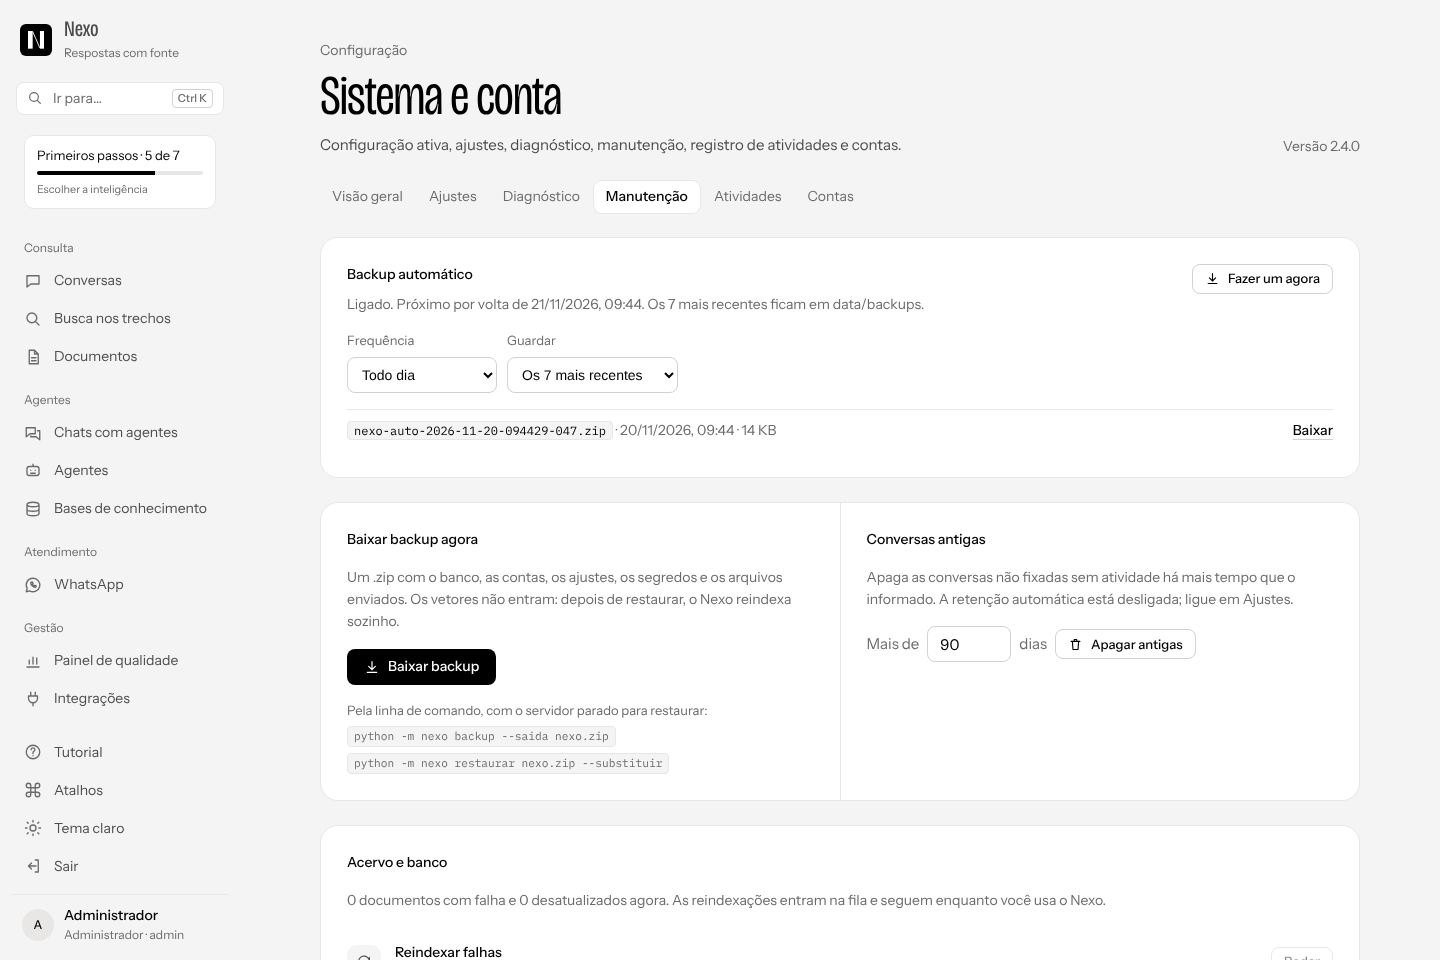 Nexo
Respostas com fonte
Ir para...
Ctrl K
Primeiros passos · 5 de 7
Escolher a inteligência
Consulta
Conversas
Busca nos trechos
Documentos
Agentes
Chats com agentes
Agentes
Bases de conhecimento
Atendimento
WhatsApp
Gestão
Painel de qualidade
Integrações
Tutorial
Atalhos
Tema claro
Sair
A
Administrador
Administrador · admin
Configuração
Sistema e conta
Configuração ativa, ajustes, diagnóstico, manutenção, registro de atividades e contas.
Versão 2.4.0
Visão geral
Ajustes
Diagnóstico
Manutenção
Atividades
Contas
Backup automático
Fazer um agora
Ligado. Próximo por volta de 21/11/2026, 09:44. Os 7 mais recentes ficam em data/backups.
Frequência
Guardar
Todo dia
Os 7 mais recentes
nexo-auto-2026-11-20-094429-047.zip · 20/11/2026, 09:44 · 14 KB
Baixar
Baixar backup agora
Um .zip com o banco, as contas, os ajustes, os segredos e os arquivos
enviados. Os vetores não entram: depois de restaurar, o Nexo reindexa
sozinho.
Baixar backup
Pela linha de comando, com o servidor parado para restaurar:
python -m nexo backup --saida nexo.zip
python -m nexo restaurar nexo.zip --substituir
Conversas antigas
Apaga as conversas não fixadas sem atividade há mais tempo que o
informado. A retenção automática está desligada; ligue em Ajustes.
Mais de 90 dias
Apagar antigas
Acervo e banco
0 documentos com falha e 0 desatualizados agora. As reindexações entram na fila e seguem enquanto você usa o Nexo.
Reindexar falhas